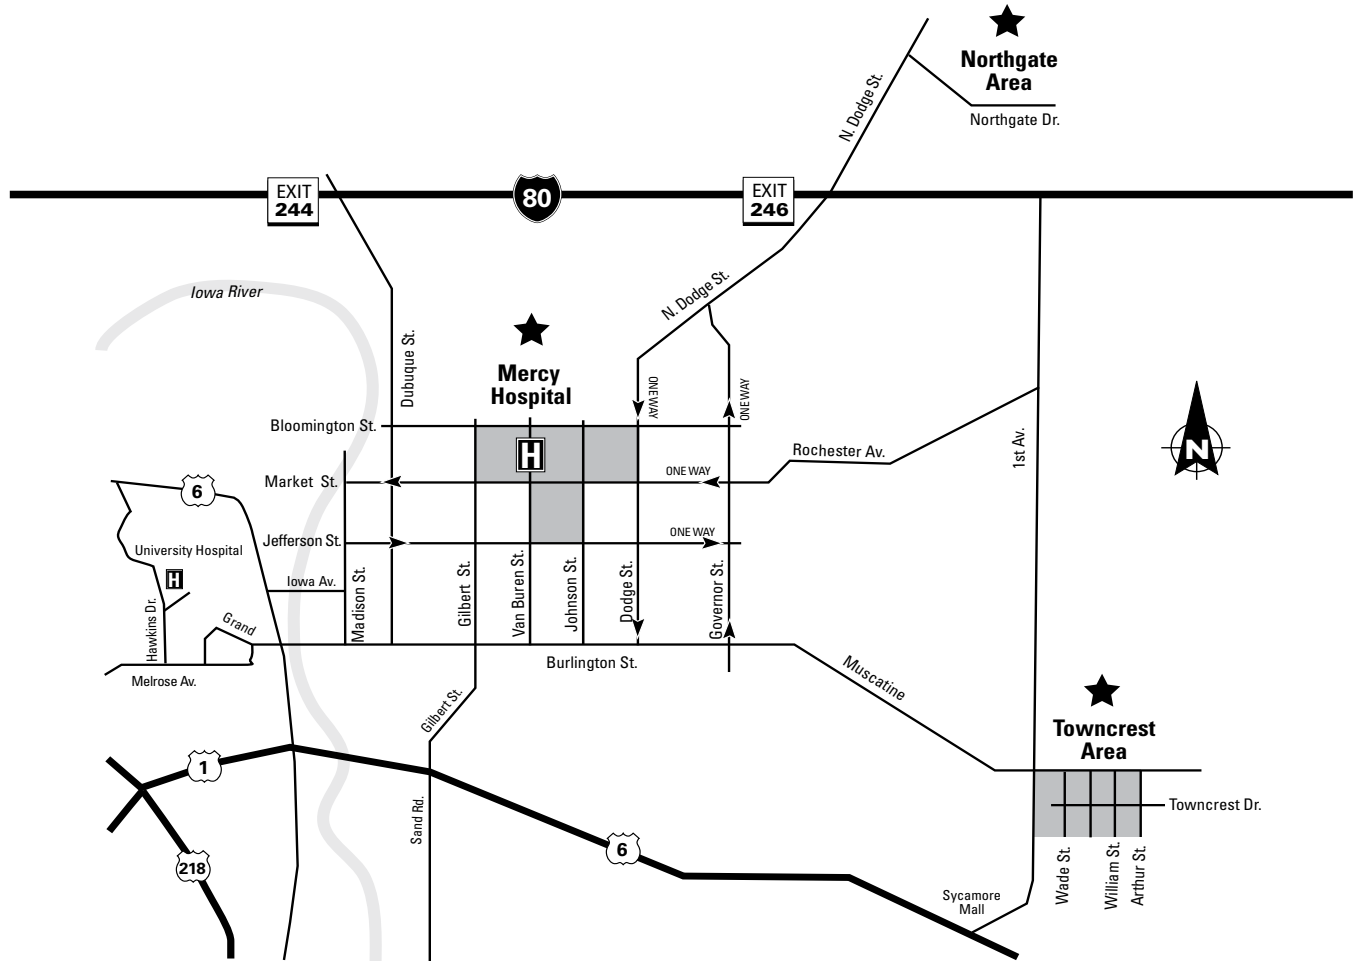 Northgate
Area
N. Dodge St.
Northgate Dr.
EXIT
244
80
EXIT
246
Iowa River
N. Dodge St.
Dubuque St.
Mercy
Hospital
ONE WAY
ONE WAY
Bloomington St.
H
Rochester Av.
1st Av.
N
6
Market St.
ONE WAY
Jefferson St.
ONE WAY
University Hospital
H
Iowa Av.
Madison St.
Gilbert St.
Van Buren St.
Johnson St.
Dodge St.
Governor St.
Hawkins Dr.
Grand
Melrose Av.
Burlington St.
Muscatine
Gilbert St.
Towncrest
Area
1
Towncrest Dr.
Sand Rd.
6
218
Wade St.
William St.
Arthur St.
Sycamore
Mall